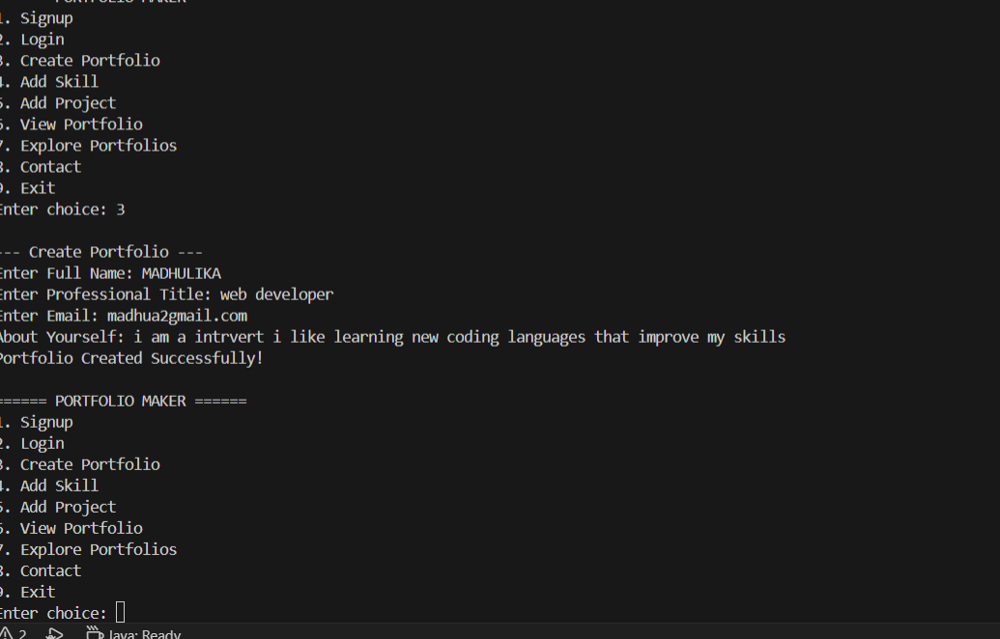 PORTFOLIO MAKER
1. Signup
2. Login
3. Create Portfolio
4. Add Skill
5. Add Project
6. View Portfolio
7. Explore Portfolios
8. Contact
9. Exit
Enter choice: 3
--- Create Portfolio ---
Enter Full Name: MADHULIKA
Enter Professional Title: web developer
Enter Email: madhua2gmail.com
About Yourself: i am a intrvert i like learning new coding languages that improve my skills
Portfolio Created Successfully!
====== PORTFOLIO MAKER ======
1. Signup
2. Login
3. Create Portfolio
4. Add Skill
5. Add Project
6. View Portfolio
7. Explore Portfolios
8. Contact
9. Exit
Enter choice:
2 Java: Ready